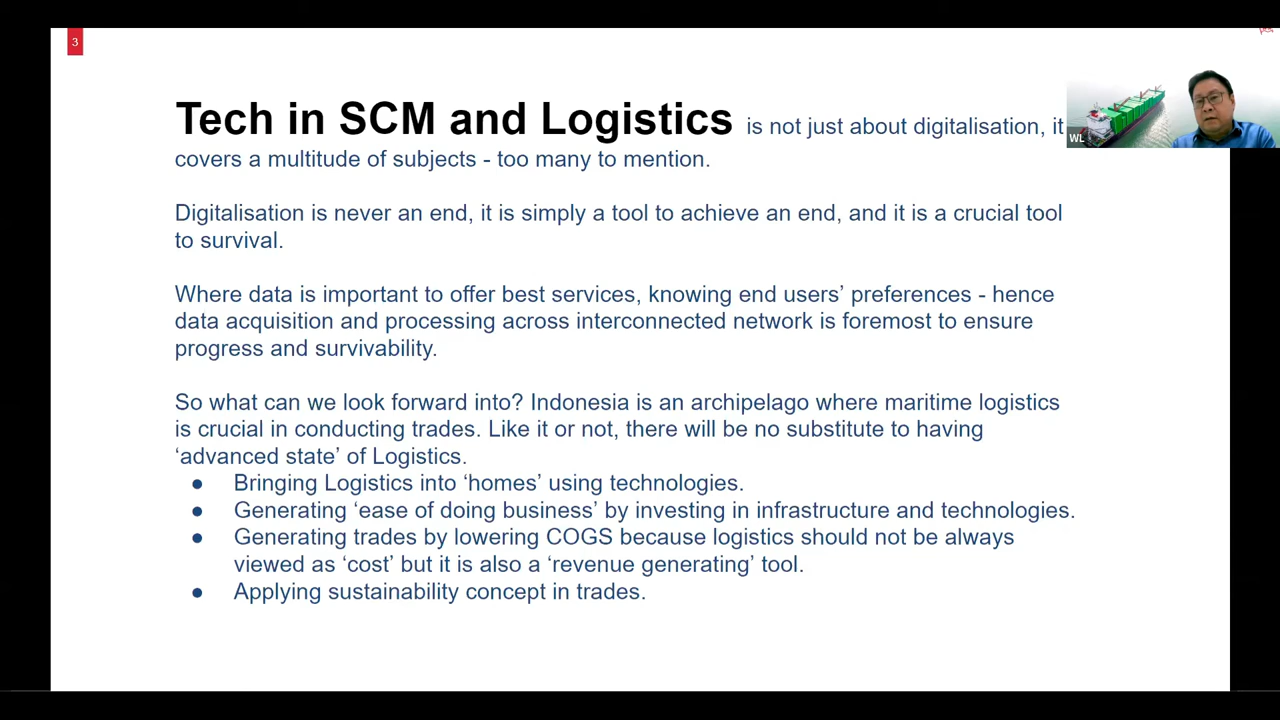 3
Tech in SCM and Logistics is not just about digitalisation, it
covers a multitude of subjects - too many to mention.
Digitalisation is never an end, it is simply a tool to achieve an end, and it is a crucial tool
to survival.
Where data is important to offer best services, knowing end users’ preferences - hence
data acquisition and processing across interconnected network is foremost to ensure
progress and survivability.
So what can we look forward into? Indonesia is an archipelago where maritime logistics
is crucial in conducting trades. Like it or not, there will be no substitute to having
‘advanced state’ of Logistics.
● Bringing Logistics into ‘homes’ using technologies.
● Generating ‘ease of doing business’ by investing in infrastructure and technologies.
● Generating trades by lowering COGS because logistics should not be always
viewed as ‘cost’ but it is also a ‘revenue generating’ tool.
● Applying sustainability concept in trades.
WL